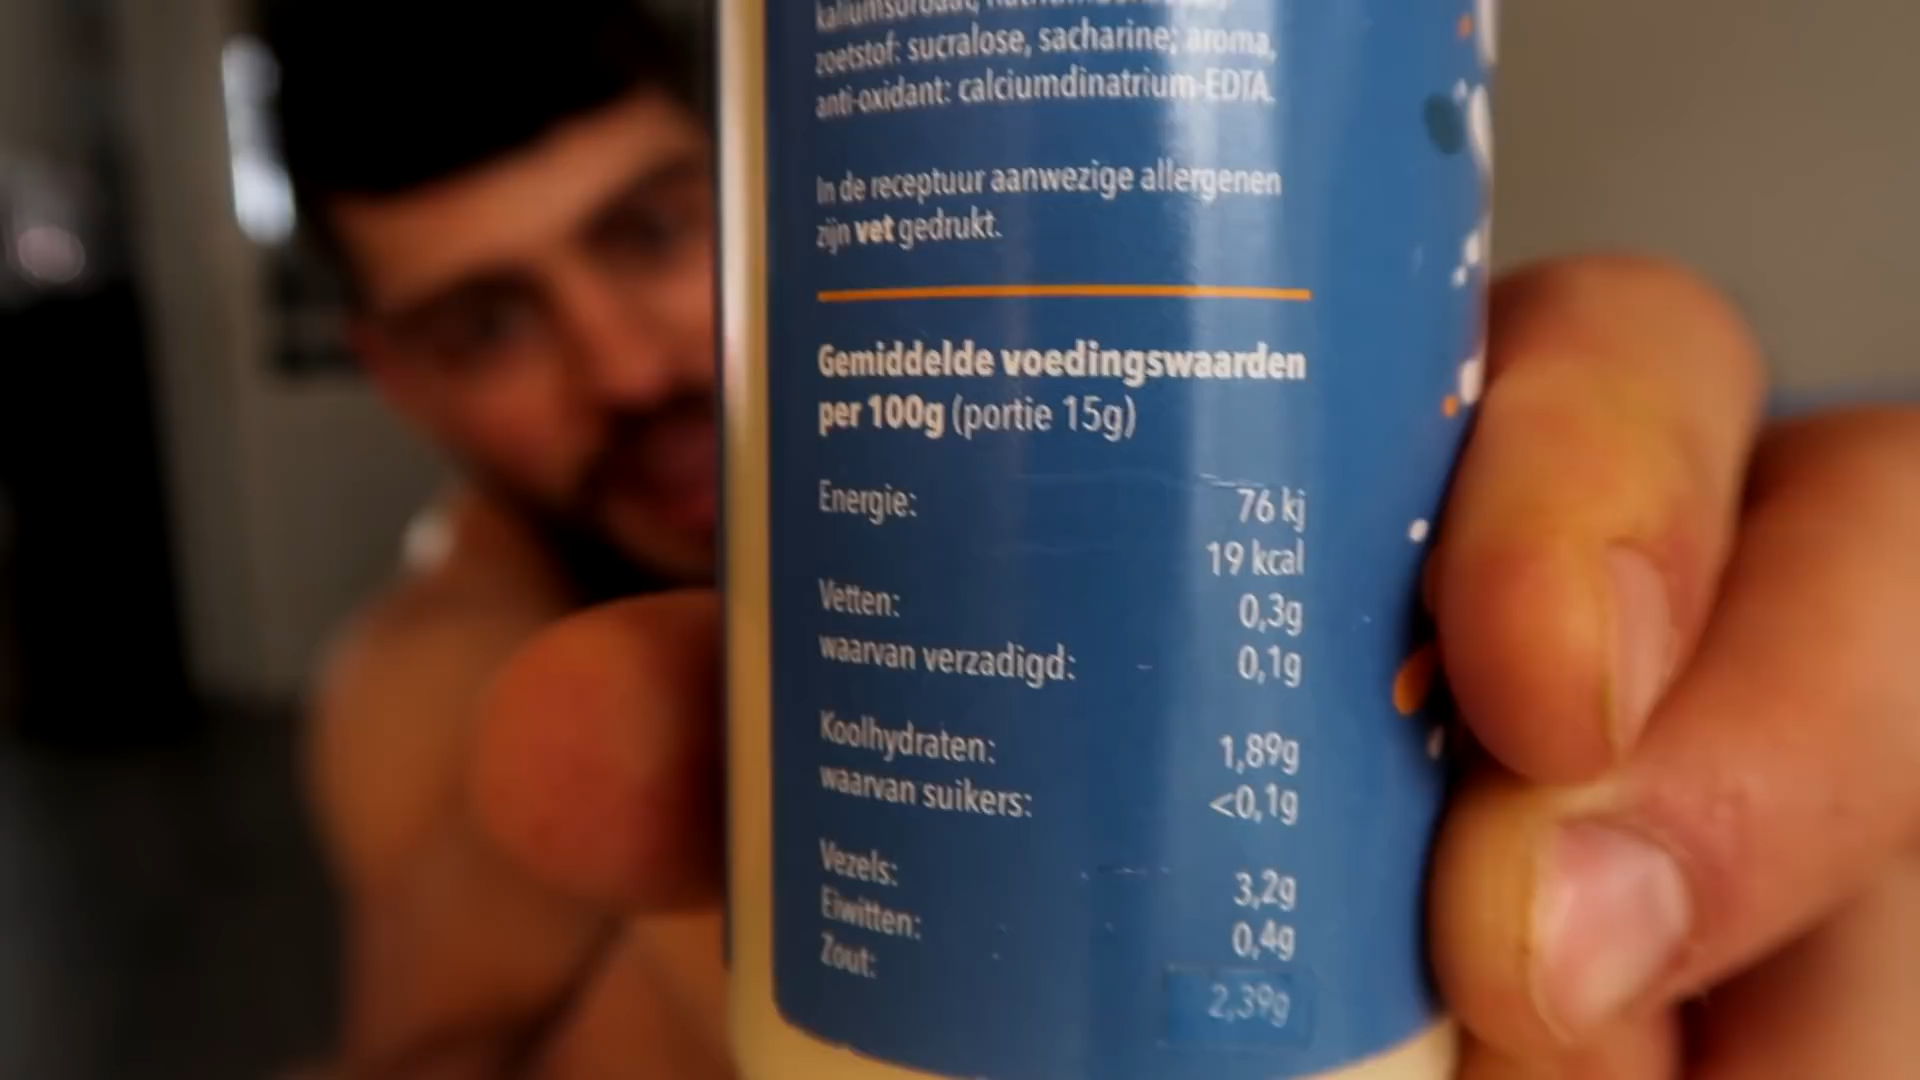 zoetstof: sucralose, sacharine; aroma,
anti-oxidant: calciumdinatrium-EDTA.
In de receptuur aanwezige allergenen
zijn vet gedrukt.
Gemiddelde voedingswaarden
per 100g (portie 15g)
Energie: 76 kj
19 kcal
Vetten: 0,3g
waarvan verzadigd: 0,1g
Koolhydraten: 1,89g
waarvan suikers: <0,1g
Vezels: 3,2g
Eiwitten: 0,4g
Zout: 2,39g